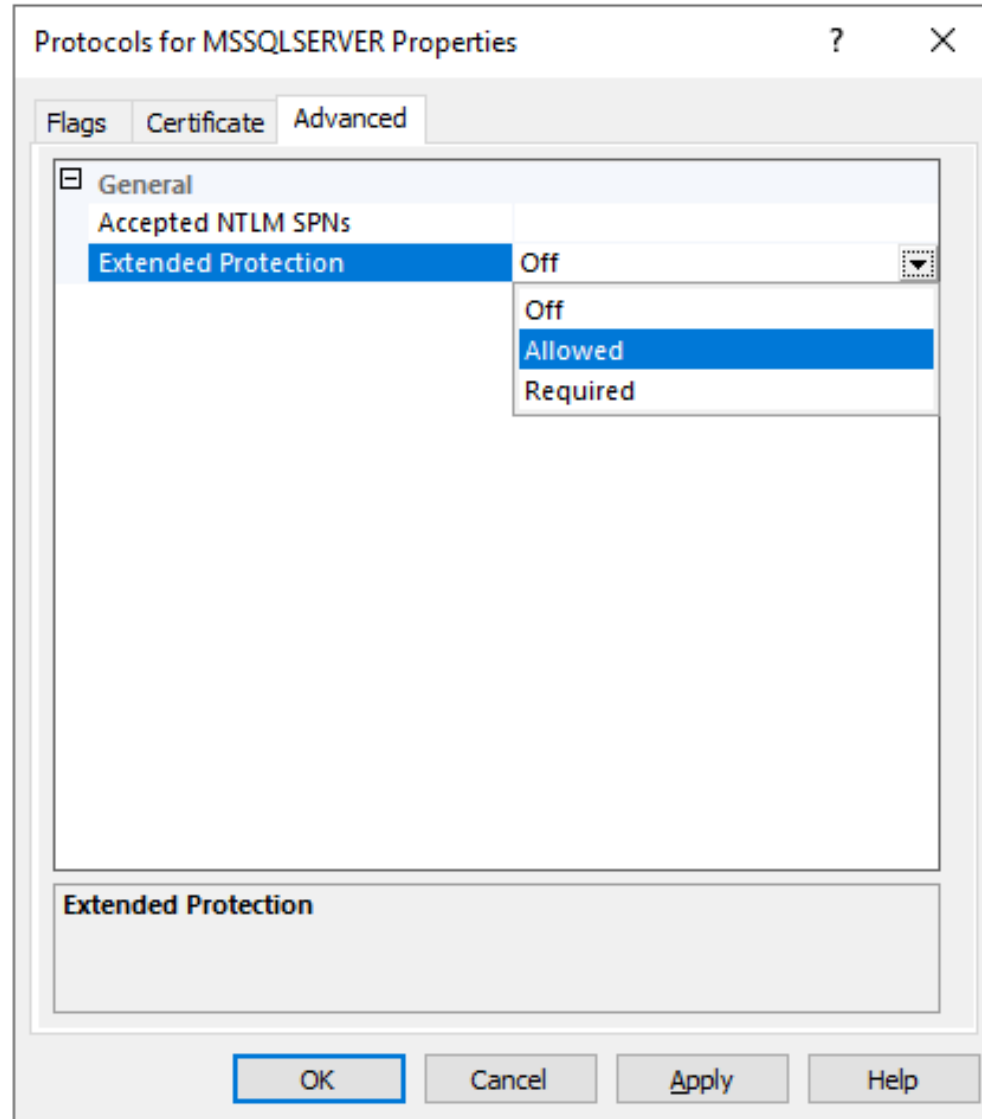 Protocols for MSSQLSERVER Properties ?
Flags Certificate Advanced
General
Accepted NTLM SPNs
Extended Protection Off
Off
Allowed
Required
Extended Protection
OK Cancel Apply Help